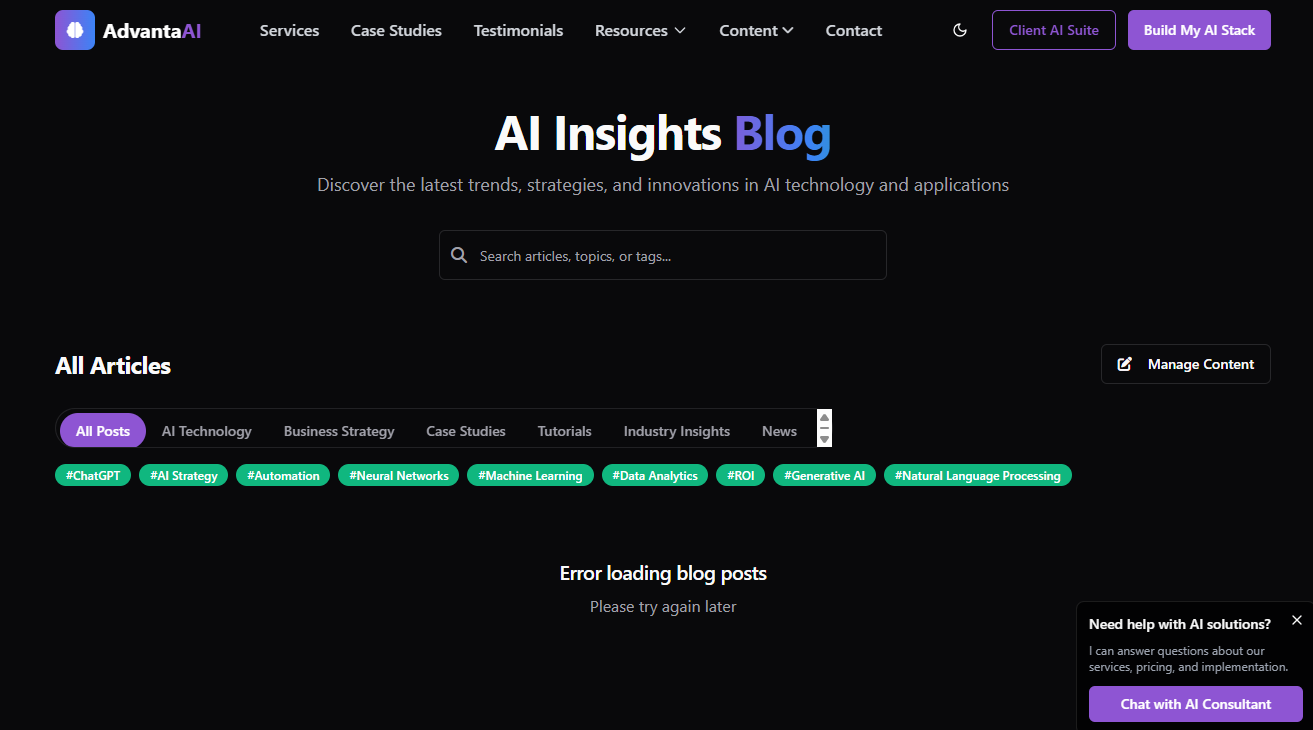 AdvantaAI Services Case Studies Testimonials Resources Content Contact Client AI Suite Build My AI Stack
AI Insights Blog
Discover the latest trends, strategies, and innovations in AI technology and applications
Search articles, topics, or tags...
All Articles Manage Content
All Posts AI Technology Business Strategy Case Studies Tutorials Industry Insights News
#ChatGPT #AI Strategy #Automation #Neural Networks #Machine Learning #Data Analytics #ROI #Generative AI #Natural Language Processing
Error loading blog posts
Please try again later
Need help with AI solutions?
I can answer questions about our
services, pricing, and implementation.
Chat with AI Consultant